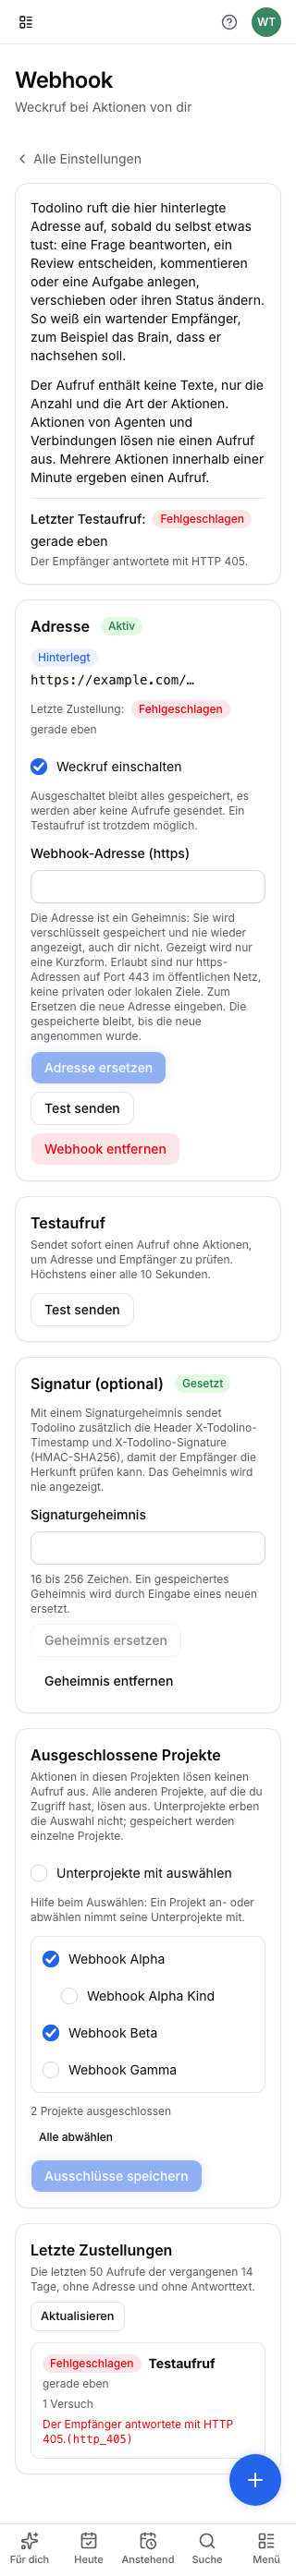 WT
Webhook
Weckruf bei Aktionen von dir
Alle Einstellungen
Todolino ruft die hier hinterlegte
Adresse auf, sobald du selbst etwas
tust: eine Frage beantworten, ein
Review entscheiden, kommentieren
oder eine Aufgabe anlegen,
verschieben oder ihren Status ändern.
So weiß ein wartender Empfänger,
zum Beispiel das Brain, dass er
nachsehen soll.
Der Aufruf enthält keine Texte, nur die
Anzahl und die Art der Aktionen.
Aktionen von Agenten und
Verbindungen lösen nie einen Aufruf
aus. Mehrere Aktionen innerhalb einer
Minute ergeben einen Aufruf.
Letzter Testaufruf: Fehlgeschlagen
gerade eben
Der Empfänger antwortete mit HTTP 405.
Adresse Aktiv
Hinterlegt
https://example.com/…
Letzte Zustellung: Fehlgeschlagen
gerade eben
Weckruf einschalten
Ausgeschaltet bleibt alles gespeichert, es
werden aber keine Aufrufe gesendet. Ein
Testaufruf ist trotzdem möglich.
Webhook-Adresse (https)
Die Adresse ist ein Geheimnis: Sie wird
verschlüsselt gespeichert und nie wieder
angezeigt, auch dir nicht. Gezeigt wird nur
eine Kurzform. Erlaubt sind nur https-
Adressen auf Port 443 im öffentlichen Netz,
keine privaten oder lokalen Ziele. Zum
Ersetzen die neue Adresse eingeben. Die
gespeicherte bleibt, bis die neue
angenommen wurde.
Adresse ersetzen
Test senden
Webhook entfernen
Testaufruf
Sendet sofort einen Aufruf ohne Aktionen,
um Adresse und Empfänger zu prüfen.
Höchstens einer alle 10 Sekunden.
Test senden
Signatur (optional) Gesetzt
Mit einem Signaturgeheimnis sendet
Todolino zusätzlich die Header X-Todolino-
Timestamp und X-Todolino-Signature
(HMAC-SHA256), damit der Empfänger die
Herkunft prüfen kann. Das Geheimnis wird
nie angezeigt.
Signaturgeheimnis
16 bis 256 Zeichen. Ein gespeichertes
Geheimnis wird durch Eingabe eines neuen
ersetzt.
Geheimnis ersetzen
Geheimnis entfernen
Ausgeschlossene Projekte
Aktionen in diesen Projekten lösen keinen
Aufruf aus. Alle anderen Projekte, auf die du
Zugriff hast, lösen aus. Unterprojekte erben
die Auswahl nicht; gespeichert werden
einzelne Projekte.
Unterprojekte mit auswählen
Hilfe beim Auswählen: Ein Projekt an- oder
abwählen nimmt seine Unterprojekte mit.
Webhook Alpha
Webhook Alpha Kind
Webhook Beta
Webhook Gamma
2 Projekte ausgeschlossen
Alle abwählen
Ausschlüsse speichern
Letzte Zustellungen
Die letzten 50 Aufrufe der vergangenen 14
Tage, ohne Adresse und ohne Antworttext.
Aktualisieren
Fehlgeschlagen Testaufruf
gerade eben
1 Versuch
Der Empfänger antwortete mit HTTP
405.(http_405)
Für dich Heute Anstehend Suche Menü